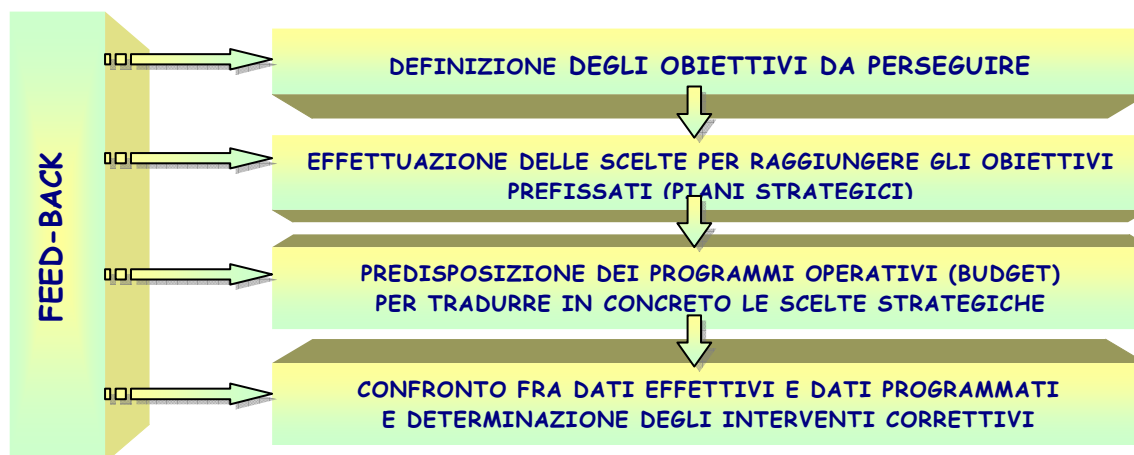 FEED-BACK
DEFINIZIONE DEGLI OBIETTIVI DA PERSEGUIRE
EFFETTUAZIONE DELLE SCELTE PER RAGGIUNGERE GLI OBIETTIVI
PREFISSATI (PIANI STRATEGICI)
PREDISPOSIZIONE DEI PROGRAMMI OPERATIVI (BUDGET)
PER TRADURRE IN CONCRETO LE SCELTE STRATEGICHE
CONFRONTO FRA DATI EFFETTIVI E DATI PROGRAMMATI
E DETERMINAZIONE DEGLI INTERVENTI CORRETTIVI